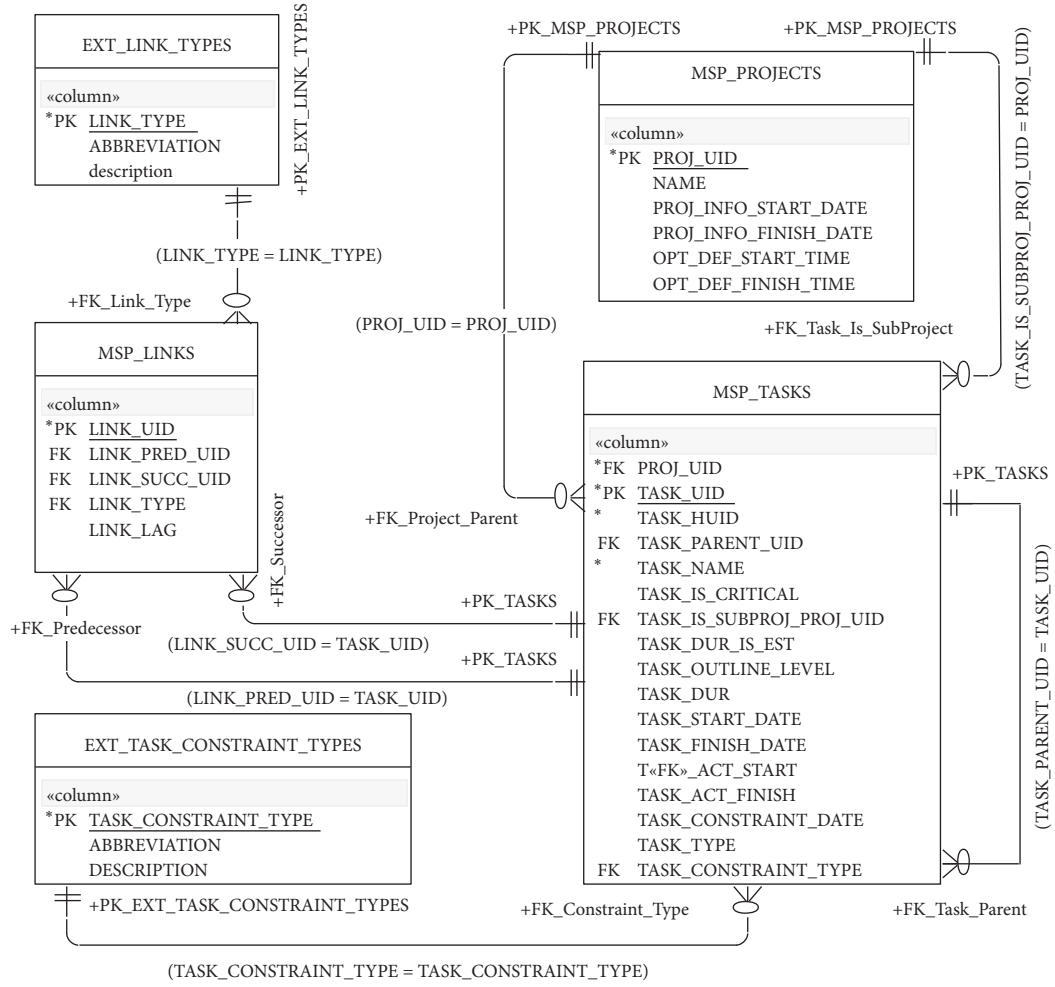 EXT_LINK_TYPES
«column»
*PK LINK_TYPE
ABBREVIATION
description
+PK_EXT_LINK_TYPES
(LINK_TYPE = LINK_TYPE)
+FK_Link_Type
MSP_LINKS
«column»
*PK LINK_UID
FK LINK_PRED_UID
FK LINK_SUCC_UID
FK LINK_TYPE
LINK_LAG
+FK_Successor
+FK_Predecessor
(LINK_SUCC_UID = TASK_UID)
+PK_TASKS
(LINK_PRED_UID = TASK_UID)
+PK_TASKS
EXT_TASK_CONSTRAINT_TYPES
«column»
*PK TASK_CONSTRAINT_TYPE
ABBREVIATION
DESCRIPTION
+PK_EXT_TASK_CONSTRAINT_TYPES
(TASK_CONSTRAINT_TYPE = TASK_CONSTRAINT_TYPE)
+FK_Constraint_Type
+PK_MSP_PROJECTS
+PK_MSP_PROJECTS
MSP_PROJECTS
«column»
*PK PROJ_UID
NAME
PROJ_INFO_START_DATE
PROJ_INFO_FINISH_DATE
OPT_DEF_START_TIME
OPT_DEF_FINISH_TIME
(PROJ_UID = PROJ_UID)
+FK_Task_Is_SubProject
(TASK_IS_SUBPROJ_PROJ_UID = PROJ_UID)
+FK_Project_Parent
MSP_TASKS
«column»
*FK PROJ_UID
*PK TASK_UID
* TASK_HUID
FK TASK_PARENT_UID
* TASK_NAME
TASK_IS_CRITICAL
FK TASK_IS_SUBPROJ_PROJ_UID
TASK_DUR_IS_EST
TASK_OUTLINE_LEVEL
TASK_DUR
TASK_START_DATE
TASK_FINISH_DATE
T«FK»_ACT_START
TASK_ACT_FINISH
TASK_CONSTRAINT_DATE
TASK_TYPE
FK TASK_CONSTRAINT_TYPE
+PK_TASKS
(TASK_PARENT_UID = TASK_UID)
+FK_Task_Parent